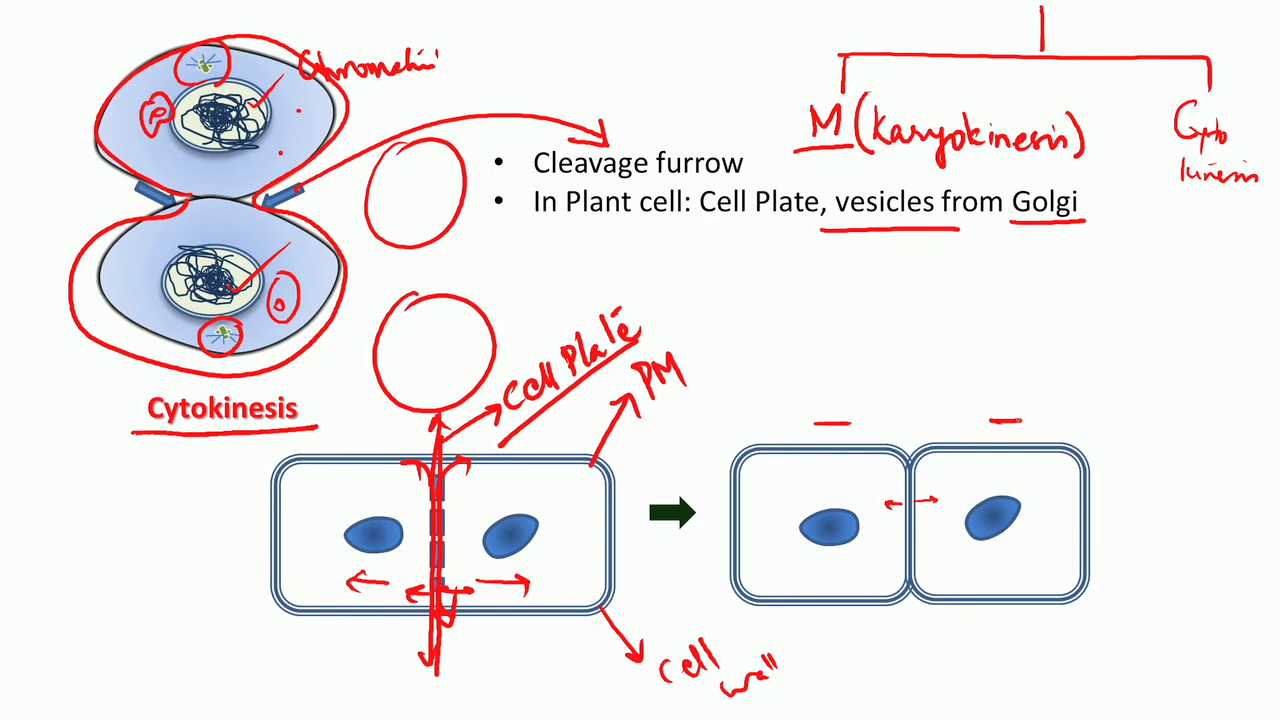 Chromatin
M (Karyokinesis)
Cyto
kinesis
• Cleavage furrow
• In Plant cell: Cell Plate, vesicles from Golgi
Cell Plate
PM
Cytokinesis
Cell
wall